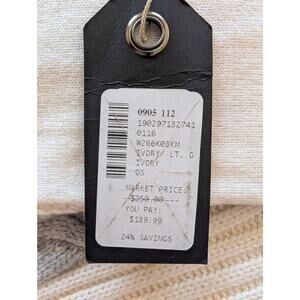 0905 112
190297132741
0116
W266K03KM
IVORY/ LT. G
IVORY
OS
MARKET PRICE:
$250.00
YOU PAY:
$189.99
24% SAVINGS